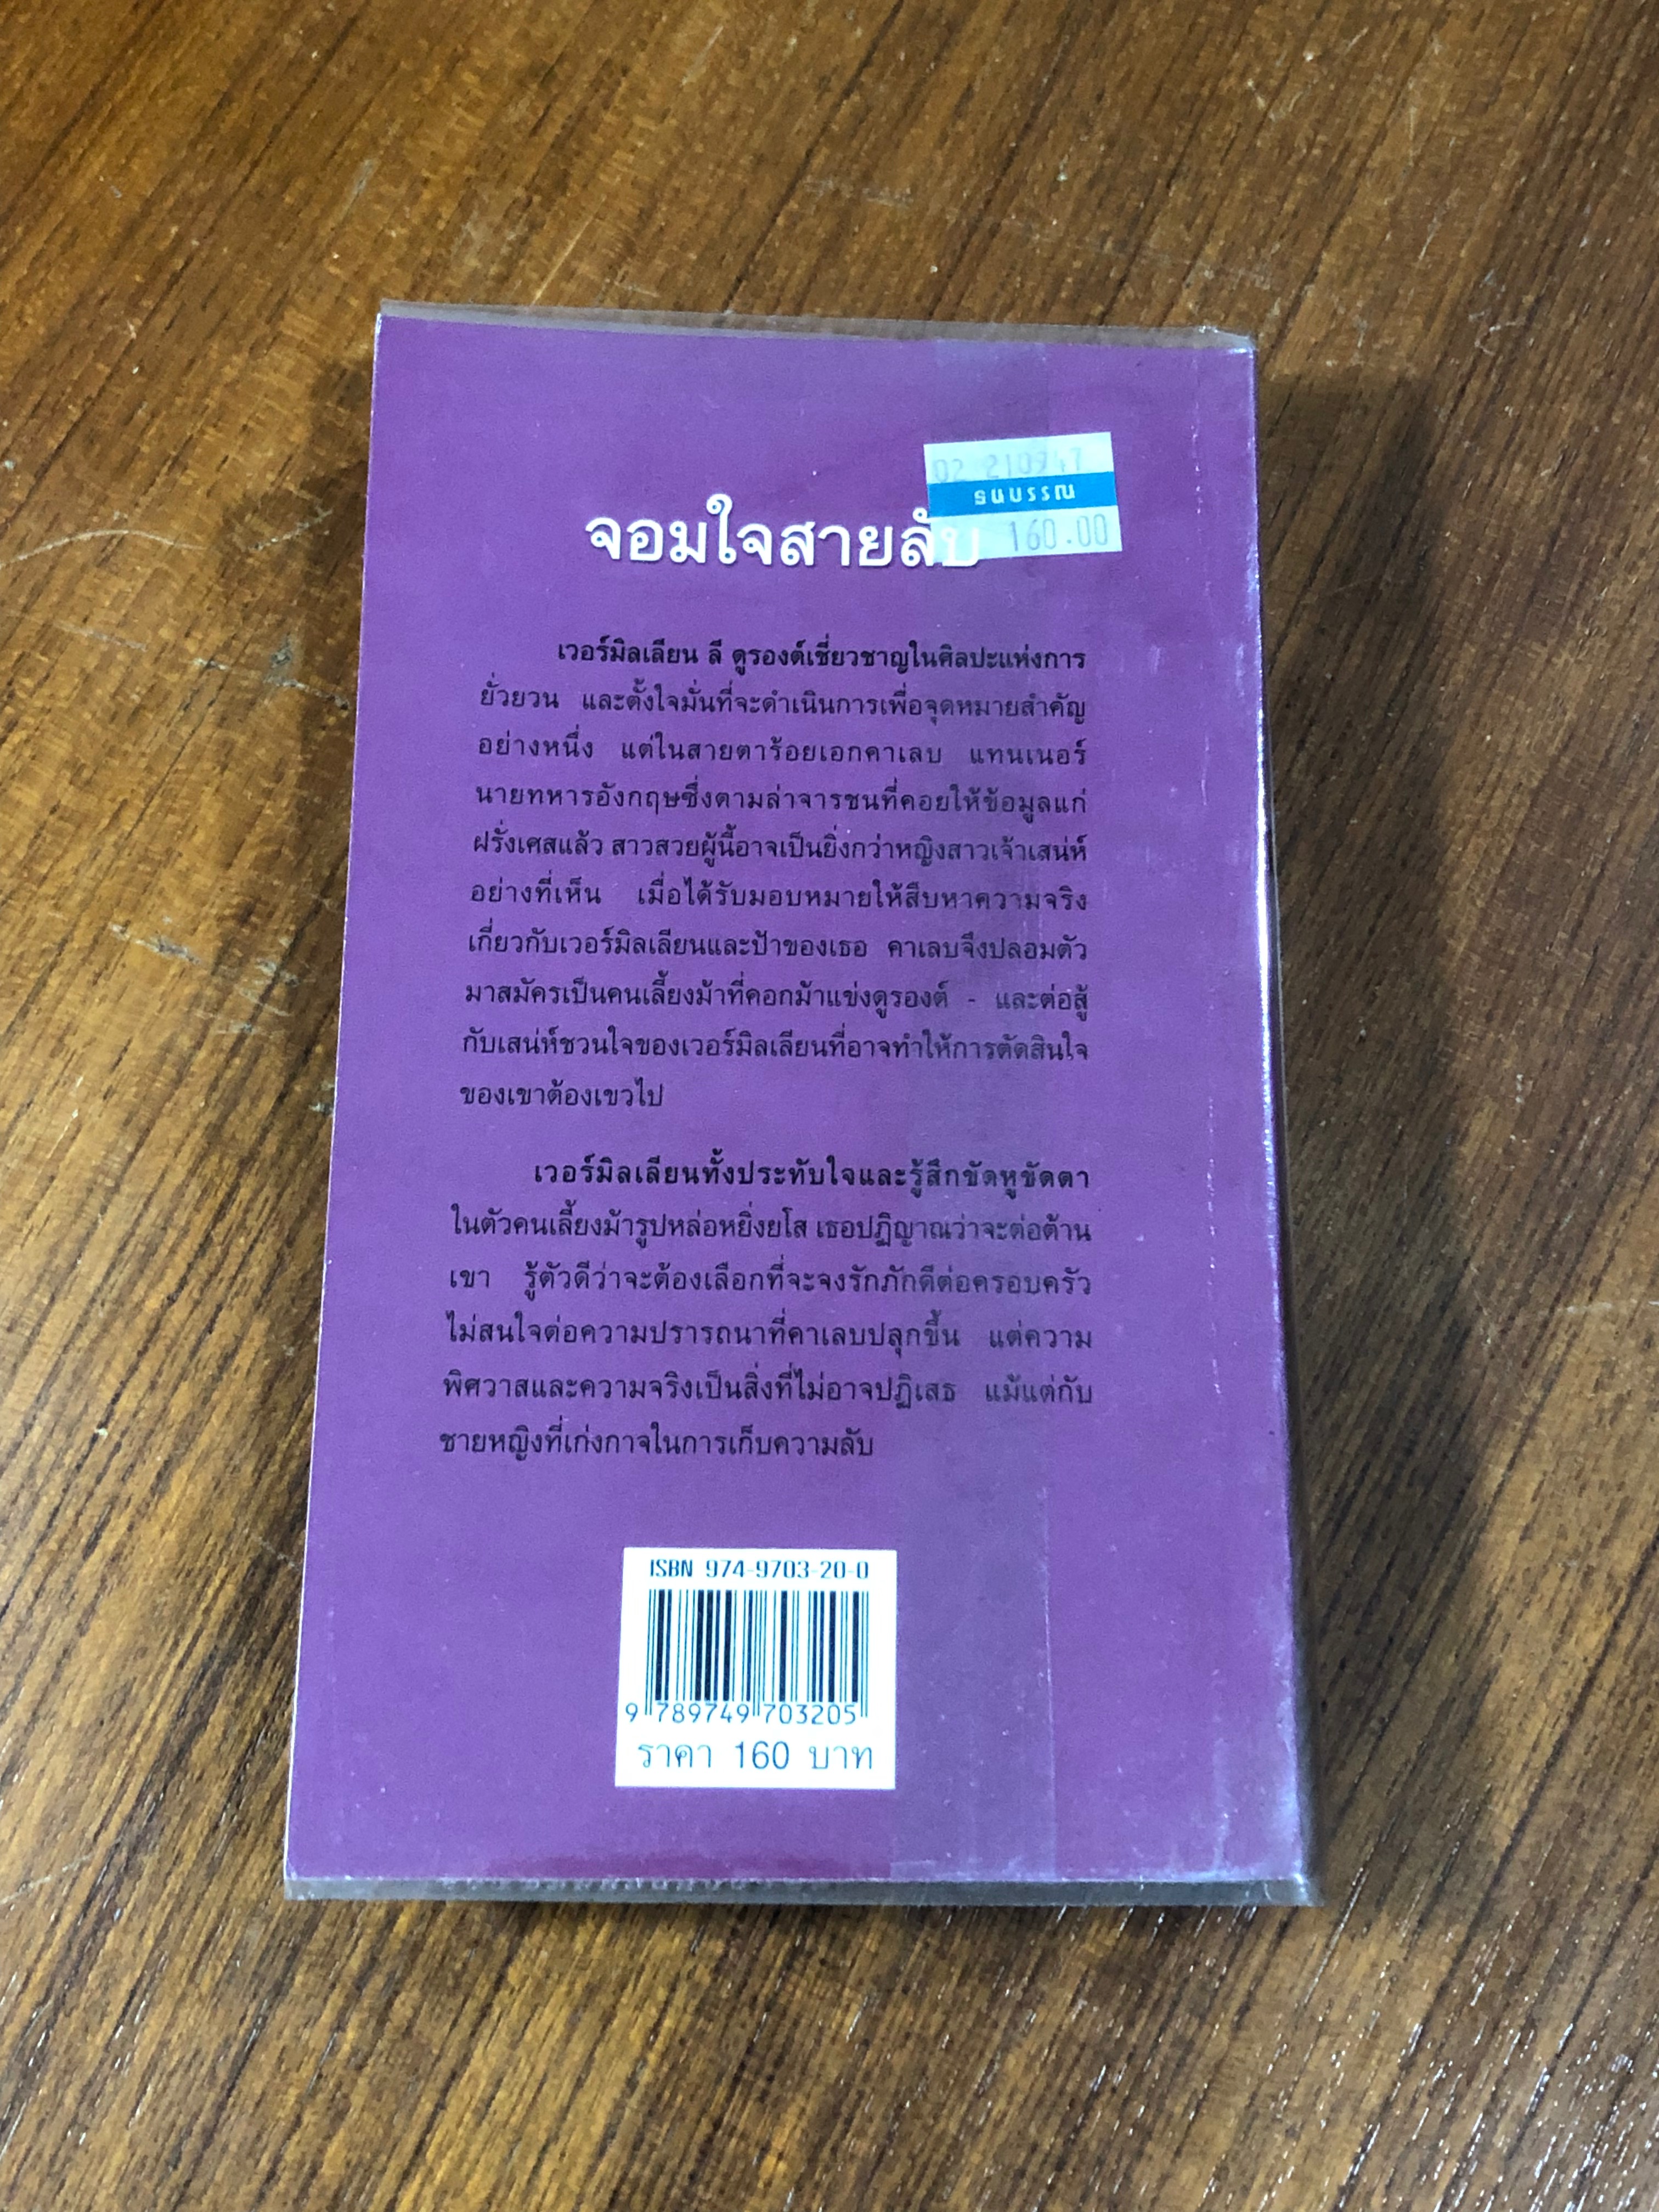 02 210947
ธนบรรณ
160.00
จอมใจสายลับ
เวอร์มิลเลียน ลี ดูรองต์เชี่ยวชาญในศิลปะแห่งการ
ยั่วยวน และตั้งใจมั่นที่จะดำเนินการเพื่อจุดหมายสำคัญ
อย่างหนึ่ง แต่ในสายตาร้อยเอกคาเลบ แทนเนอร์
นายทหารอังกฤษซึ่งตามล่าจารชนที่คอยให้ข้อมูลแก่
ฝรั่งเศสแล้ว สาวสวยผู้นี้อาจเป็นยิ่งกว่าหญิงสาวเจ้าเสน่ห์
อย่างที่เห็น เมื่อได้รับมอบหมายให้สืบหาความจริง
เกี่ยวกับเวอร์มิลเลียนและป้าของเธอ คาเลบจึงปลอมตัว
มาสมัครเป็นคนเลี้ยงม้าที่คอกม้าแข่งดูรองต์ - และต่อสู้
กับเสน่ห์ชวนใจของเวอร์มิลเลียนที่อาจทำให้การตัดสินใจ
ของเขาต้องเขวไป
เวอร์มิลเลียนทั้งประทับใจและรู้สึกขัดหูขัดตา
ในตัวคนเลี้ยงม้ารูปหล่อหยิ่งยโส เธอปฏิญาณว่าจะต่อต้าน
เขา รู้ตัวดีว่าจะต้องเลือกที่จะจงรักภักดีต่อครอบครัว
ไม่สนใจต่อความปรารถนาที่คาเลบปลุกขึ้น แต่ความ
พิศวาสและความจริงเป็นสิ่งที่ไม่อาจปฏิเสธ แม้แต่กับ
ชายหญิงที่เก่งกาจในการเก็บความลับ
ISBN 974-9703-20-0
9 789749 703205
ราคา 160 บาท